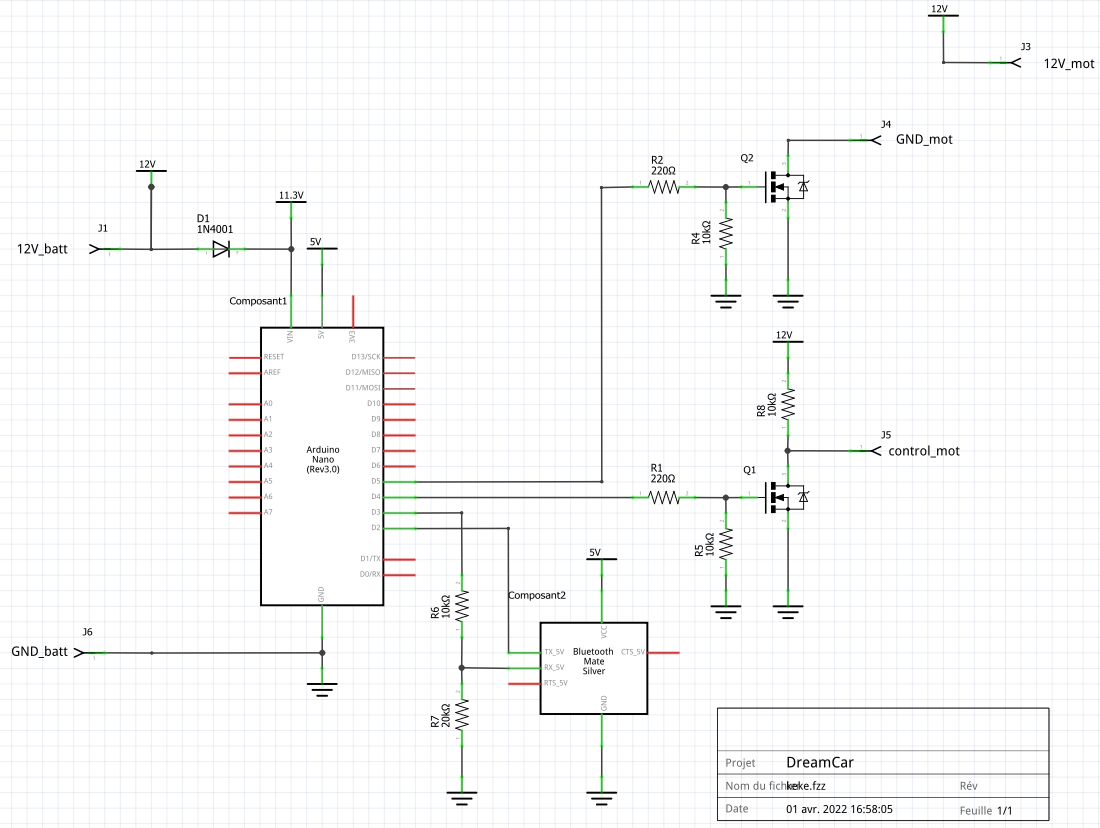 12V
J3
12V_mot
J4
GND_mot
Q2
R2
220Ω
R4
10kΩ
12V
11.3V
D1
1N4001
5V
J1
12V_batt
Composant1
VIN
5V
3V3
RESET
AREF
A0
A1
A2
A3
A4
A5
A6
A7
D13/SCK
D12/MISO
D11/MOSI
D10
D9
D8
D7
D6
D5
D4
D3
D2
D1/TX
D0/RX
Arduino
Nano
(Rev3.0)
GND
12V
R8
10kΩ
J5
control_mot
Q1
R1
220Ω
R5
10kΩ
J6
GND_batt
R6
10kΩ
R7
20kΩ
5V
Composant2
VCC
TX_5V
RX_5V
RTS_5V
CTS_5V
Bluetooth
Mate
Silver
GND
Projet DreamCar
Nom du fichier keke.fzz Rév
Date 01 avr. 2022 16:58:05 Feuille 1/1